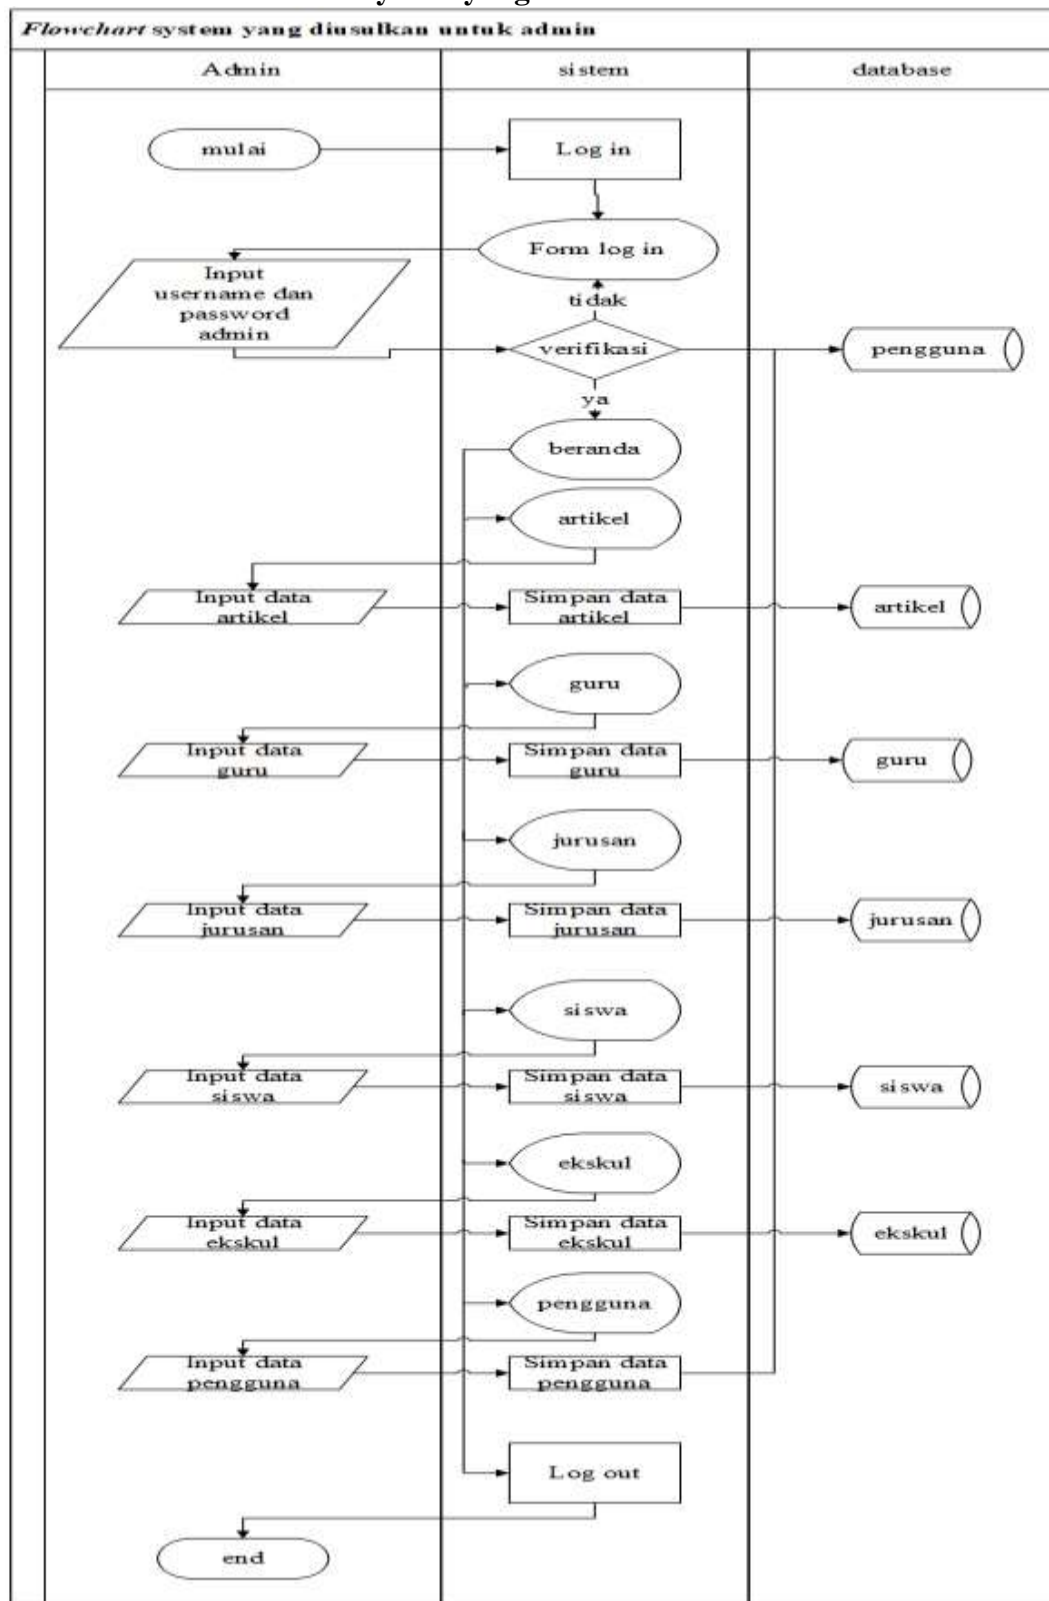 Flowchart system yang diusulkan untuk admin
Admin
sistem
database
mulai
Log in
Form log in
Input
username dan
password
admin
tidak
verifikasi
pengguna
ya
beranda
artikel
Input data
artikel
Simpan data
artikel
artikel
guru
Input data
guru
Simpan data
guru
guru
jurusan
Input data
jurusan
Simpan data
jurusan
jurusan
siswa
Input data
siswa
Simpan data
siswa
siswa
ekskul
Input data
ekskul
Simpan data
ekskul
ekskul
pengguna
Input data
pengguna
Simpan data
pengguna
Log out
end